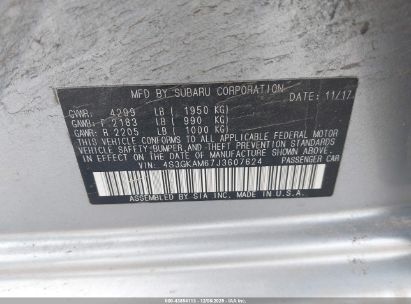 MFD BY SUBARU CORPORATION
DATE: 11/17
GVWR: 4299 LB (1950 KG)
GAWR: F 2183 LB (990 KG)
GAWR: R 2205 LB (1000 KG)
THIS VEHICLE CONFORMS TO ALL APPLICABLE FEDERAL MOTOR
VEHICLE SAFETY, BUMPER, AND THEFT PREVENTION STANDARDS
IN EFFECT ON THE DATE OF MANUFACTURE SHOWN ABOVE.
VIN: 4S3GKAM67J3607624 PASSENGER CAR
ASSEMBLED BY SIA INC. MADE IN U.S.A.